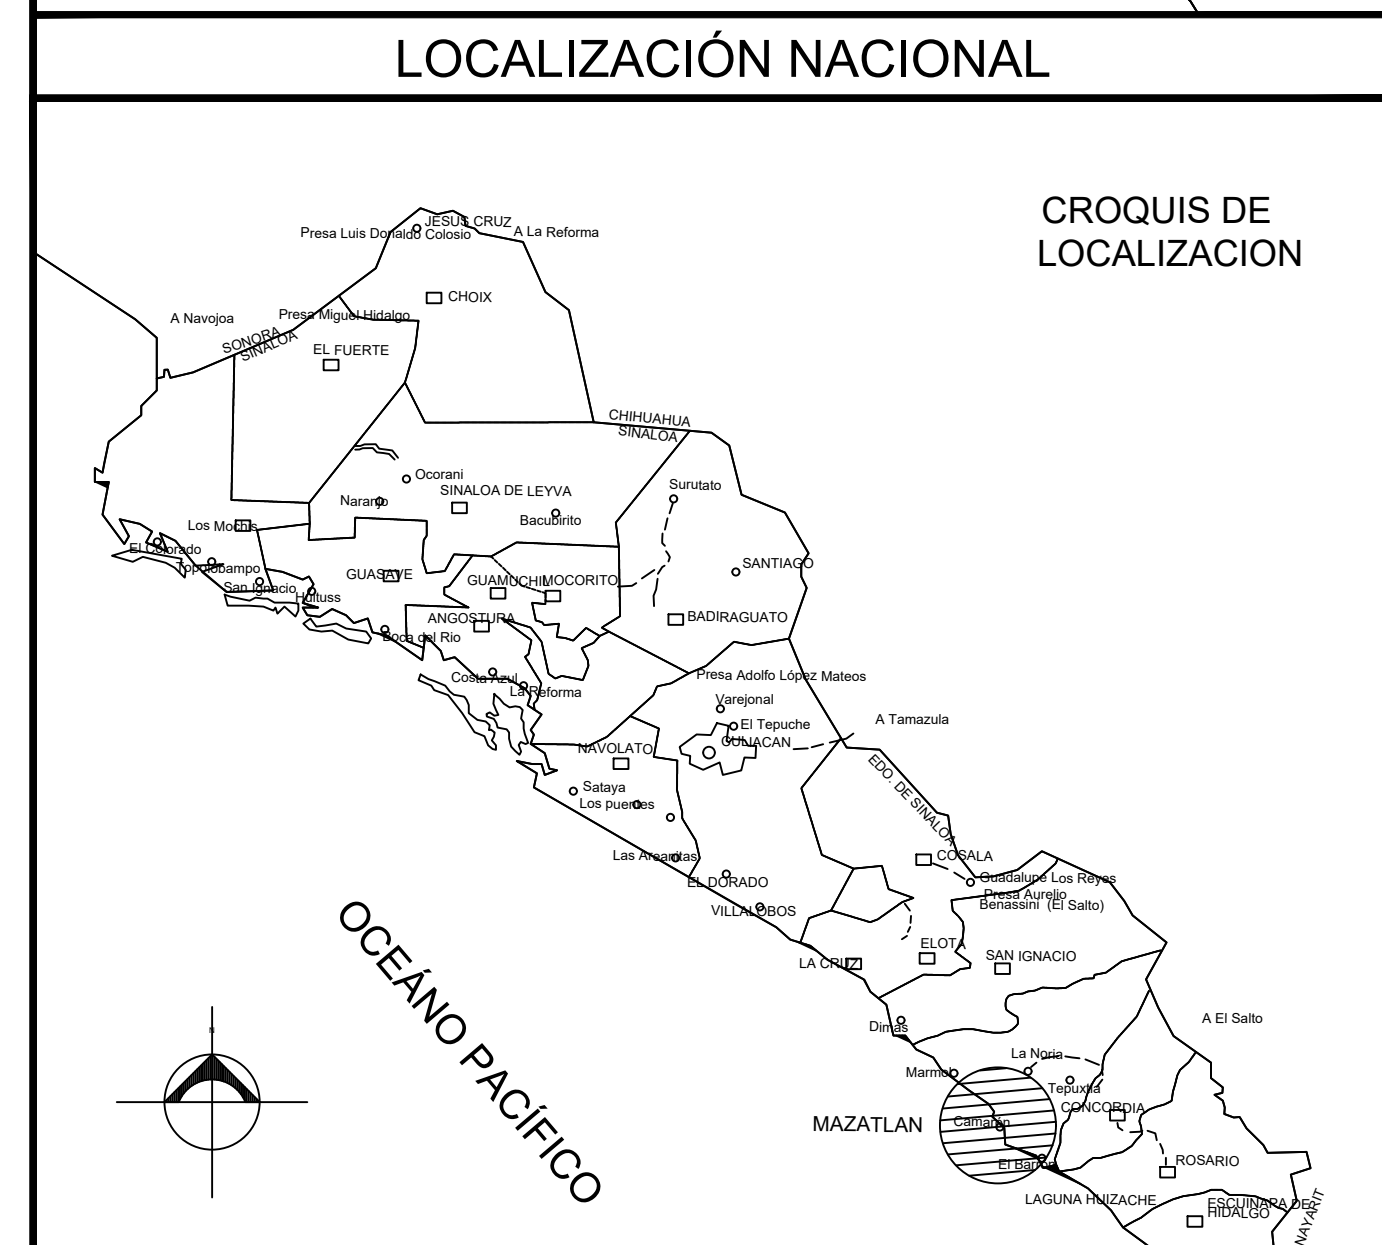 LOCALIZACIÓN NACIONAL
CROQUIS DE
LOCALIZACION
JESUS CRUZ
Presa Luis Donaldo Colosio
A La Reforma
CHOIX
A Navojoa
Presa Miguel Hidalgo
SONORA
SINALOA
EL FUERTE
CHIHUAHUA
SINALOA
Ocorani
SINALOA DE LEYVA
Surutato
Naranjo
Bacubirito
Los Mochis
El Colorado
Topolobampo
SANTIAGO
GUASAVE
GUAMUCHIL
MOCORITO
San Ignacio
Huituss
ANGOSTURA
BADIRAGUATO
Boca del Rio
Costa Azul
La Reforma
Presa Adolfo López Mateos
Varejonal
El Tepuche
A Tamazula
CULIACAN
NAVOLATO
EDO. DE SINALOA
Sataya
Los puentes
Las Areanitas
COSALA
EL DORADO
Guadalupe Los Reyes
Presa Aurelio
Benassini (El Salto)
VILLALOBOS
OCEÁNO PACÍFICO
ELOTA
SAN IGNACIO
LA CRUZ
N
Dimas
A El Salto
La Noria
Marmol
Tepuxtla
CONCORDIA
MAZATLAN
Camarón
El Barron
ROSARIO
LAGUNA HUIZACHE
ESCUINAPA DE
HIDALGO
NAYARIT